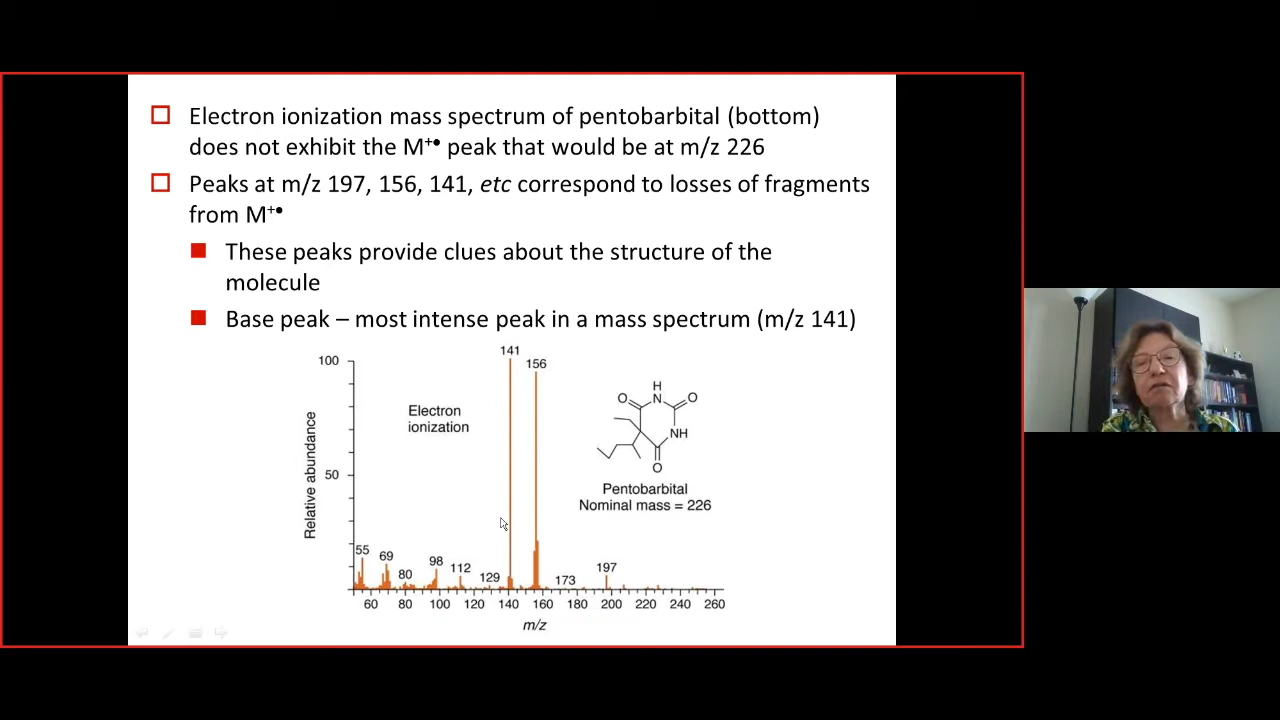 Electron ionization mass spectrum of pentobarbital (bottom)
does not exhibit the M⁺• peak that would be at m/z 226
Peaks at m/z 197, 156, 141, etc correspond to losses of fragments
from M⁺•
These peaks provide clues about the structure of the
molecule
Base peak – most intense peak in a mass spectrum (m/z 141)
Relative abundance
100
50
Electron
ionization
55
69
80
98
112
129
141
156
173
197
60 80 100 120 140 160 180 200 220 240 260
m/z
H
N
O
O
NH
O
Pentobarbital
Nominal mass = 226